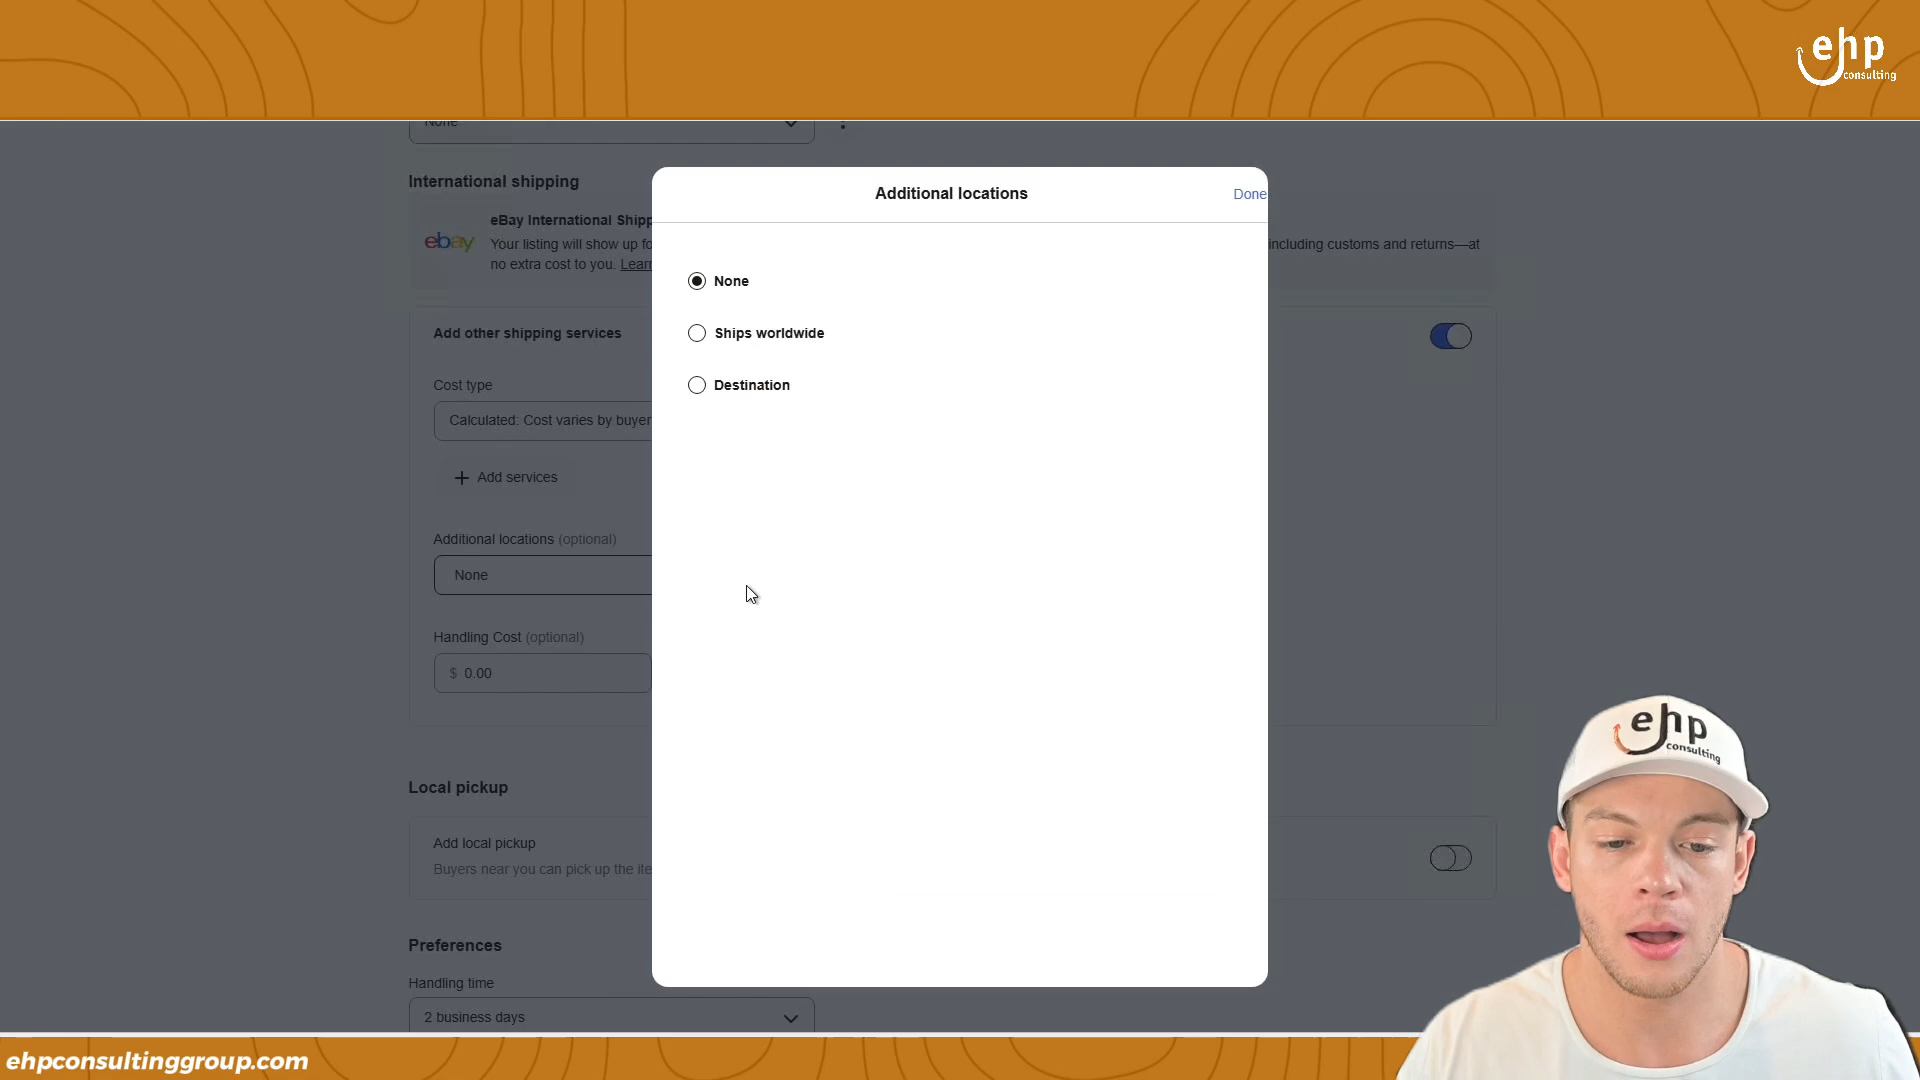 ehp
consulting
None
International shipping
Additional locations
Done
eBay International Shipp
Your listing will show up fo
including customs and returns—at
no extra cost to you. Learn
ebay
None
Add other shipping services
Ships worldwide
Cost type
Destination
Calculated: Cost varies by buyer
Add services
Additional locations (optional)
None
Handling Cost (optional)
$ 0.00
Local pickup
Add local pickup
Buyers near you can pick up the ite
Preferences
Handling time
2 business days
ehp
consulting
ehpconsultinggroup.com